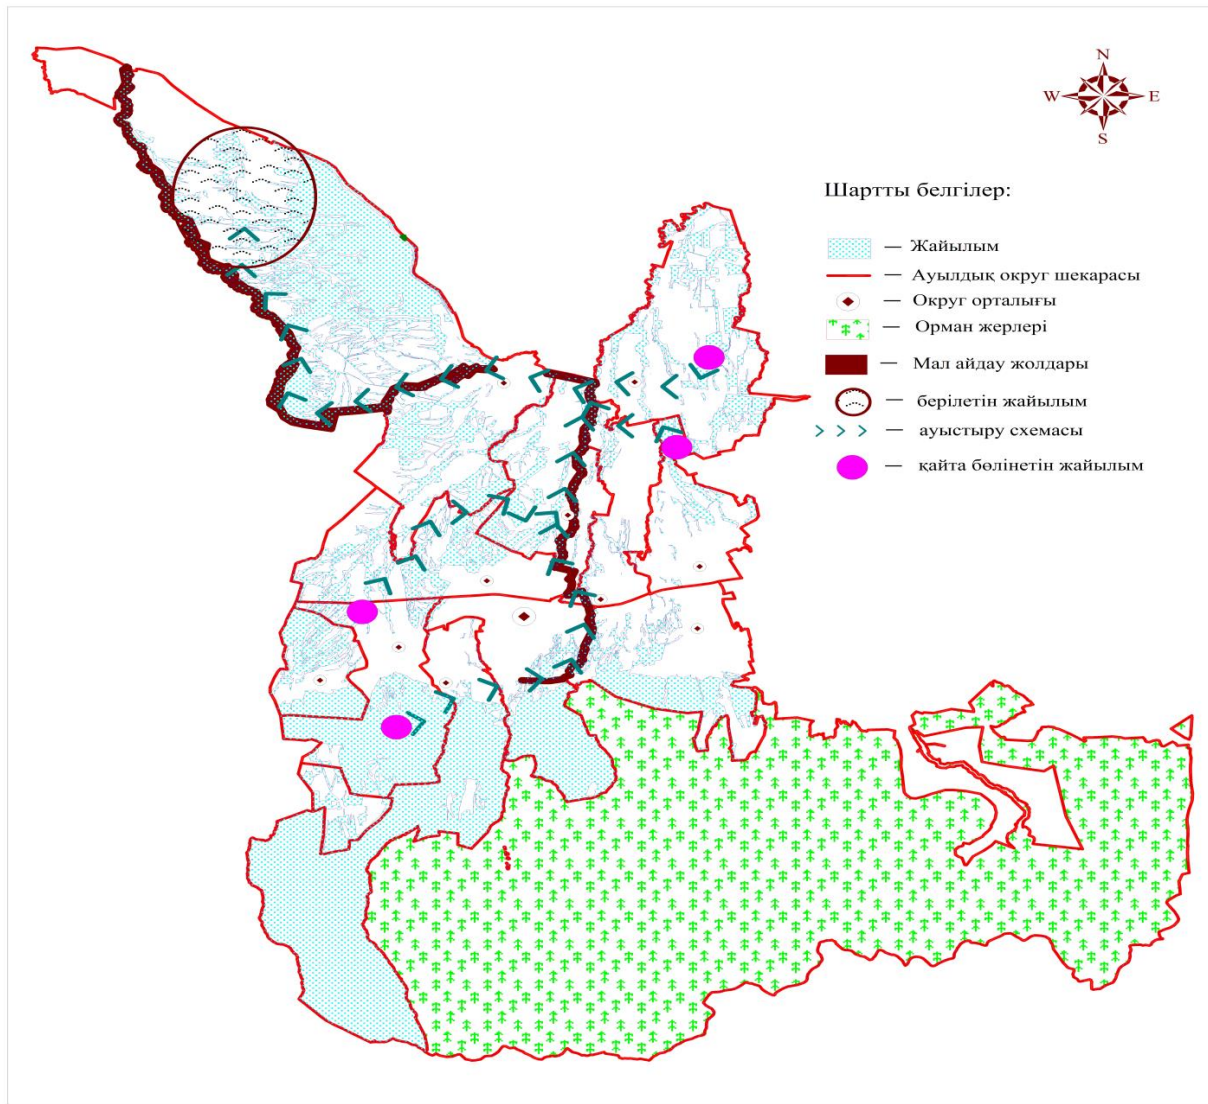 N
W E
S
Шартты белгілер:
— Жайылым
— Ауылдық округ шекарасы
— Округ орталығы
— Орман жерлері
— Мал айдау жолдары
— берілетін жайылым
— ауыстыру схемасы
— қайта бөлінетін жайылым